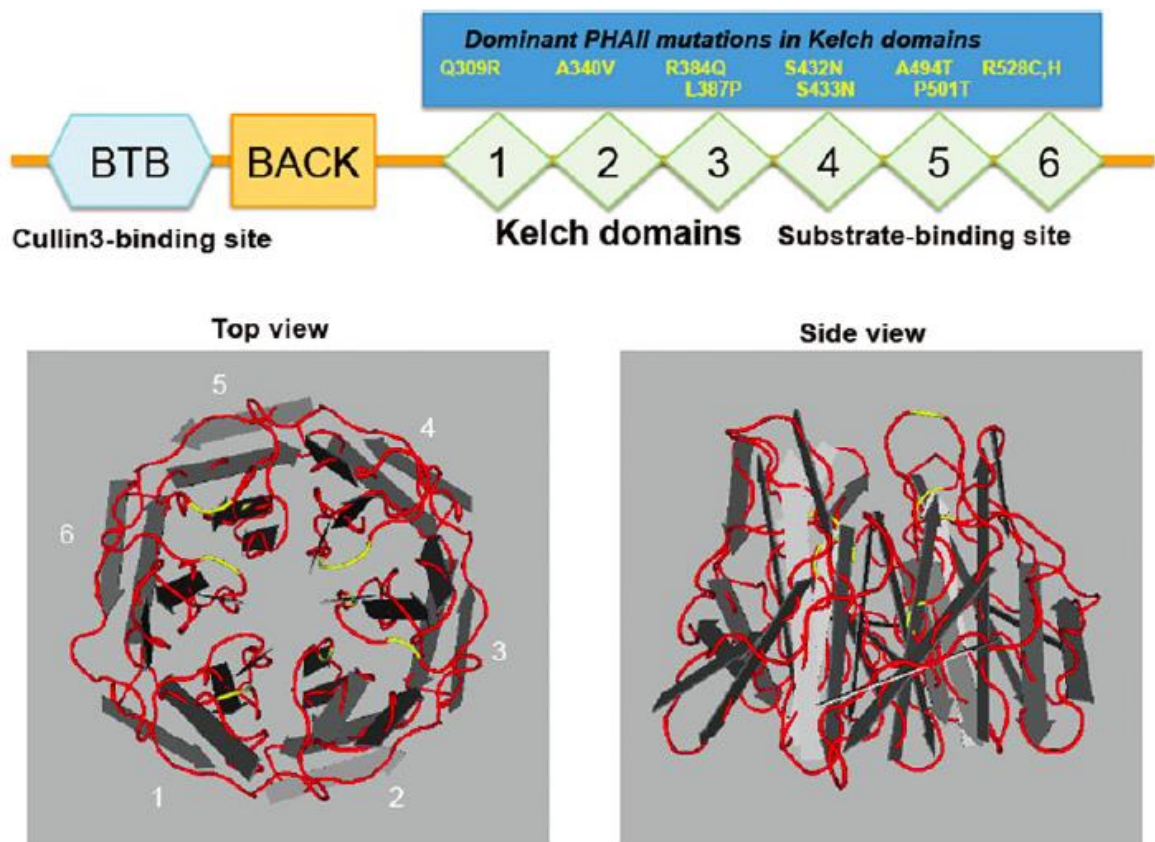 Dominant PHAII mutations in Kelch domains
Q309R A340V R384Q S432N A494T R528C,H
L387P S433N P501T
BTB BACK 1 2 3 4 5 6
Cullin3-binding site Kelch domains Substrate-binding site
Top view Side view
5
4
6
3
1 2